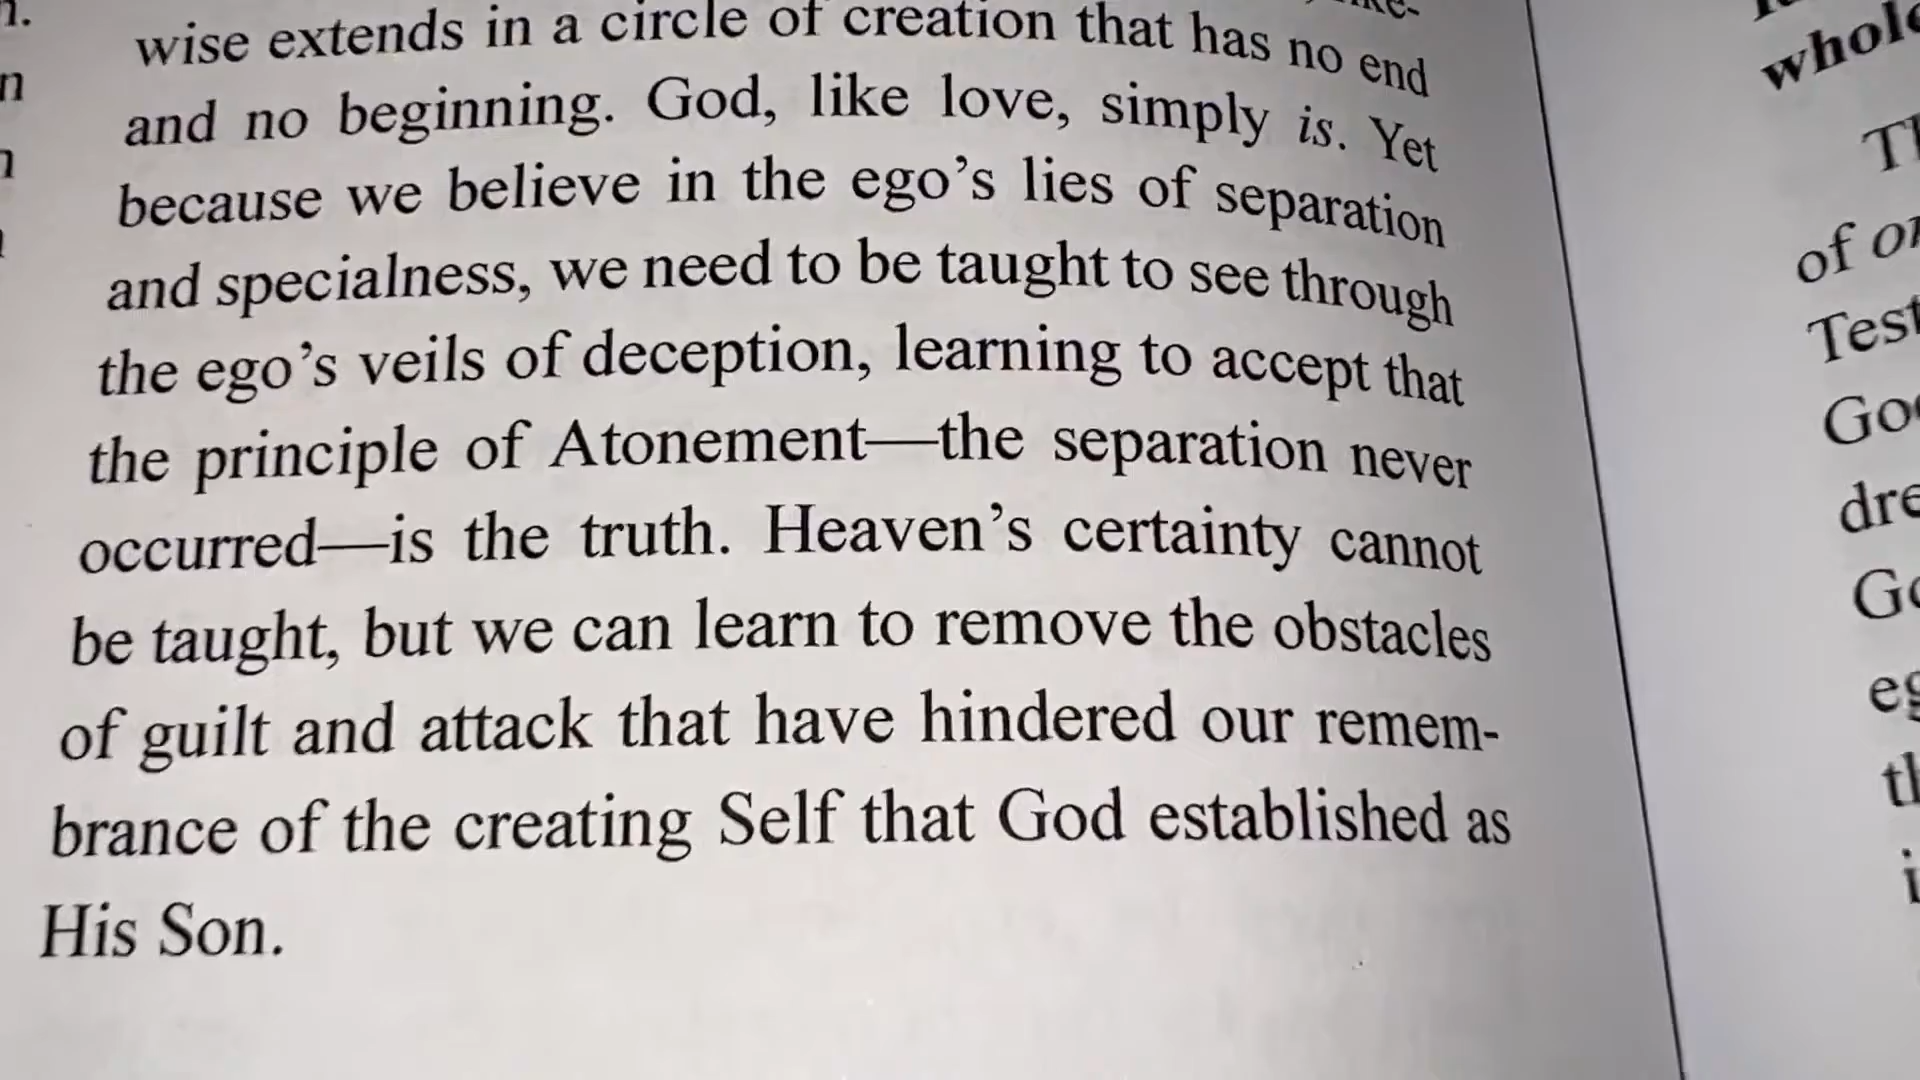 wise extends in a circle of creation that has no end
and no beginning. God, like love, simply is. Yet
because we believe in the ego’s lies of separation
and specialness, we need to be taught to see through
the ego’s veils of deception, learning to accept that
the principle of Atonement—the separation never
occurred—is the truth. Heaven’s certainty cannot
be taught, but we can learn to remove the obstacles
of guilt and attack that have hindered our remem-
brance of the creating Self that God established as
His Son.
of